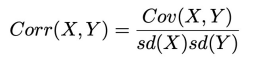 Corr(X,Y) = Cov(X,Y) / sd(X)sd(Y)